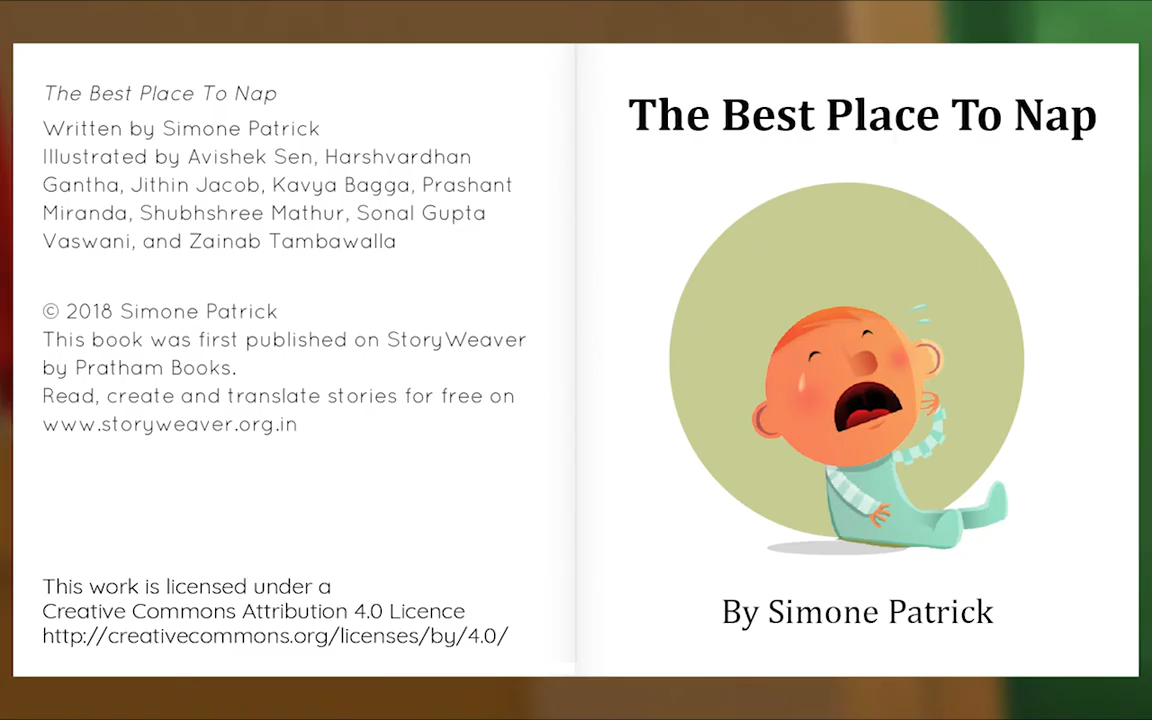 The Best Place To Nap
Written by Simone Patrick
Illustrated by Avishek Sen, Harshvardhan
Gantha, Jithin Jacob, Kavya Bagga, Prashant
Miranda, Shubhshree Mathur, Sonal Gupta
Vaswani, and Zainab Tambawalla
© 2018 Simone Patrick
This book was first published on StoryWeaver
by Pratham Books.
Read, create and translate stories for free on
www.storyweaver.org.in
This work is licensed under a
Creative Commons Attribution 4.0 Licence
http://creativecommons.org/licenses/by/4.0/
The Best Place To Nap
By Simone Patrick